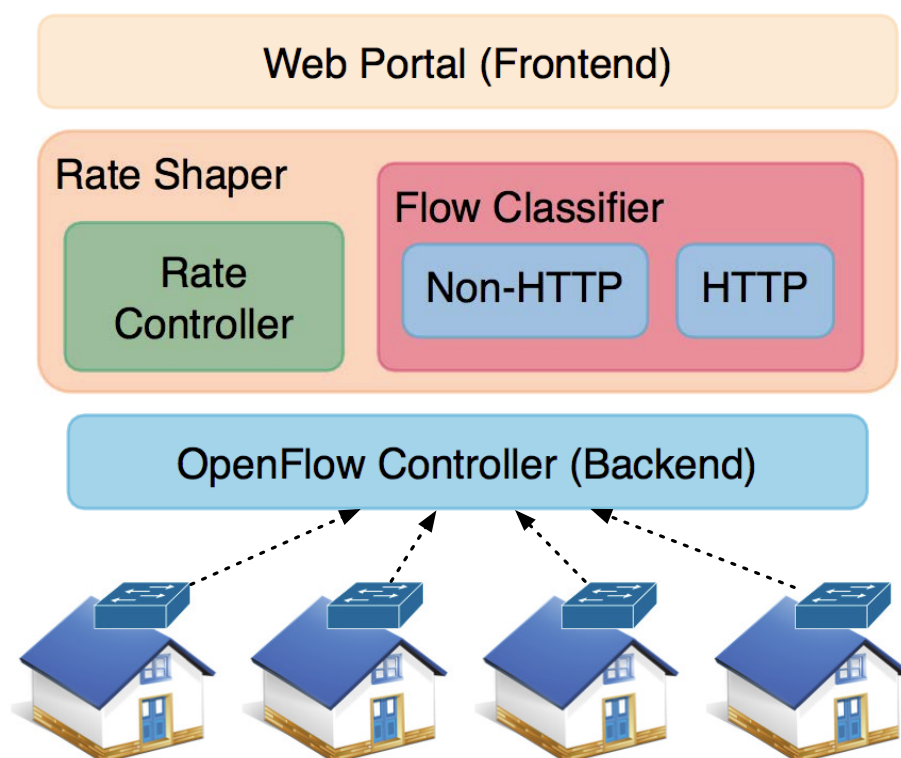 Web Portal (Frontend)
Rate Shaper
Flow Classifier
Rate
Controller
Non-HTTP
HTTP
OpenFlow Controller (Backend)